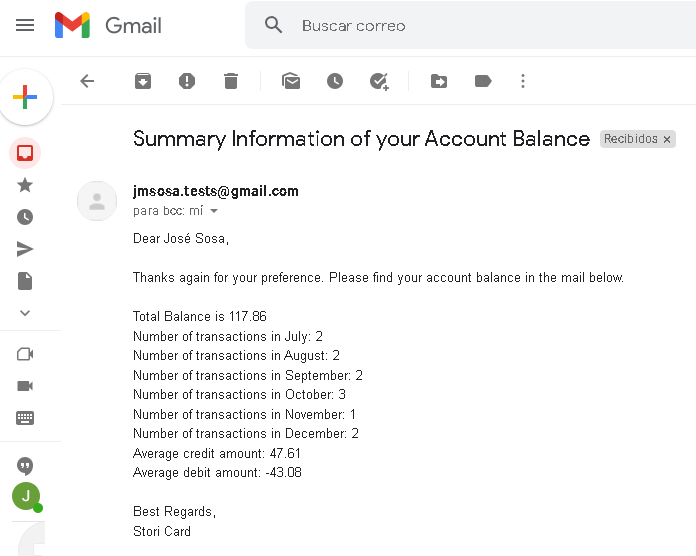 Gmail
Buscar correo
Summary Information of your Account Balance
Recibidos ×
jmsosa.tests@gmail.com
para bcc: mí
Dear José Sosa,
Thanks again for your preference. Please find your account balance in the mail below.
Total Balance is 117.86
Number of transactions in July: 2
Number of transactions in August: 2
Number of transactions in September: 2
Number of transactions in October: 3
Number of transactions in November: 1
Number of transactions in December: 2
Average credit amount: 47.61
Average debit amount: -43.08
Best Regards,
Stori Card
J